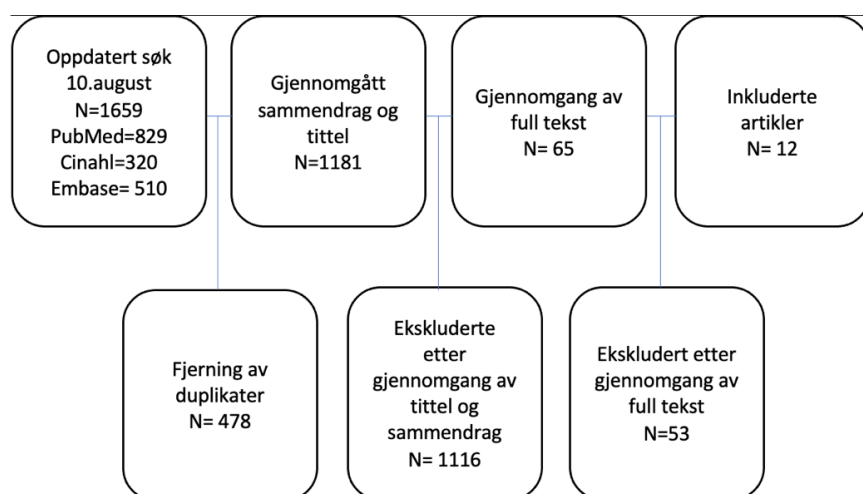 Oppdatert søk
10.august
N=1659
PubMed=829
Cinahl=320
Embase= 510
Gjennomgått
sammendrag og
tittel
N=1181
Gjennomgang av
full tekst
N= 65
Inkluderte
artikler
N= 12
Fjerning av
duplikater
N= 478
Ekskluderte
etter
gjennomgang av
tittel og
sammendrag
N= 1116
Ekskludert etter
gjennomgang av
full tekst
N=53